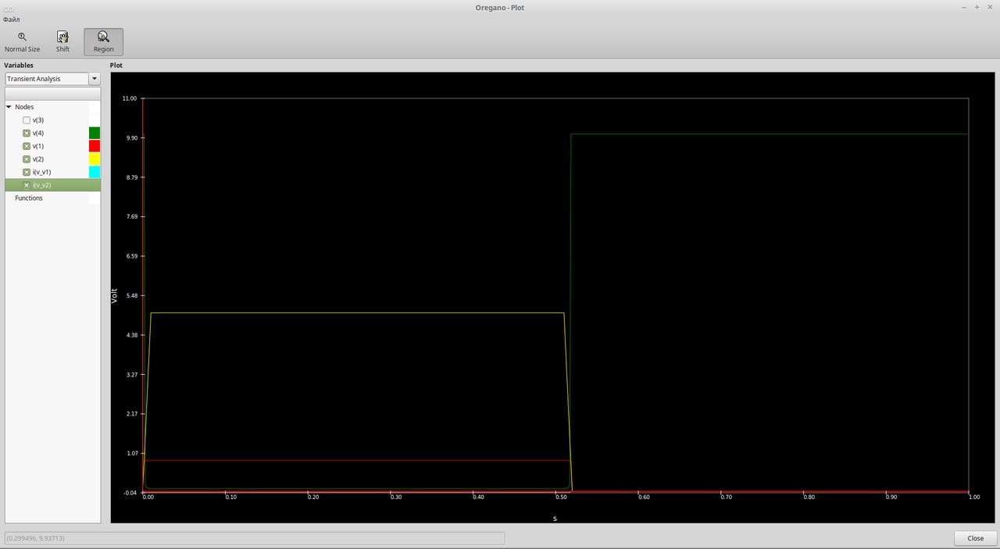 Oregano - Plot
Файл
Normal Size
Shift
Region
Variables
Plot
Transient Analysis
Nodes
v(3)
v(4)
v(1)
v(2)
i(v_v1)
i(v_v2)
Functions
11.00
9.90
8.79
7.69
6.59
5.48
4.38
3.27
2.17
1.07
-0.04
Volt
0.00 0.10 0.20 0.30 0.40 0.50 0.60 0.70 0.80 0.90 1.00
s
(0.299496, 9.93713)
Close